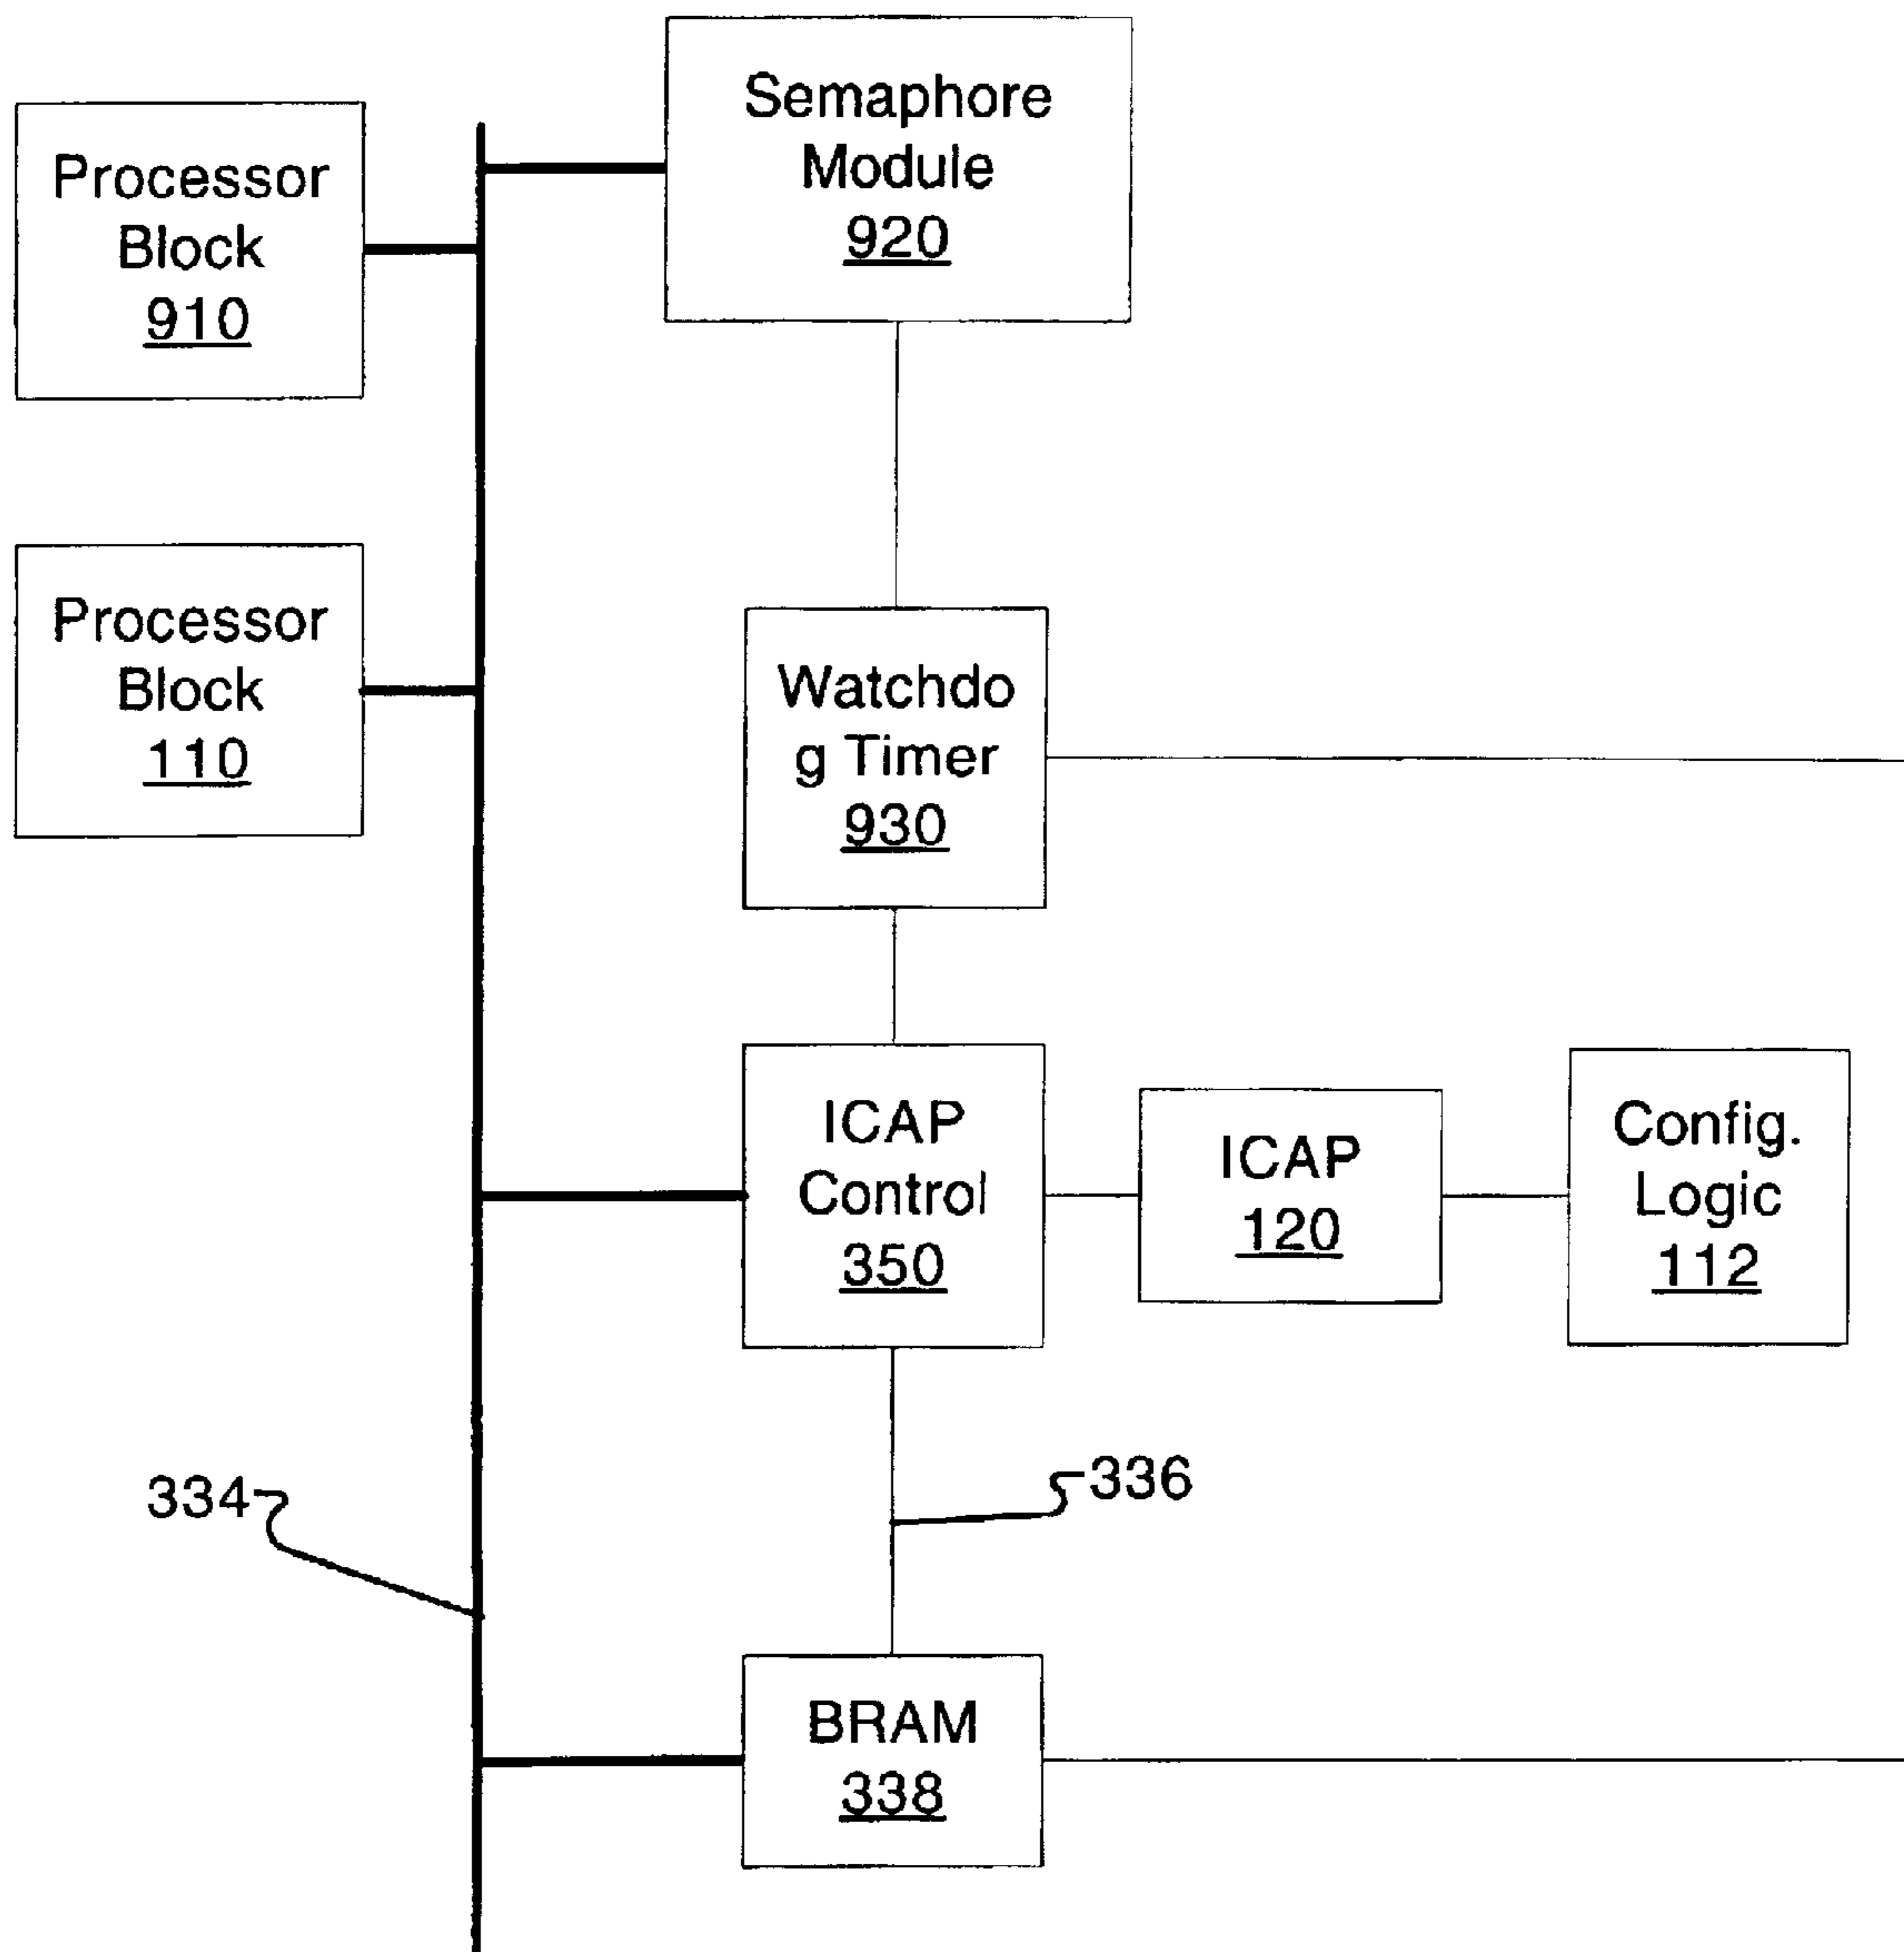 Semaphore
Module
920
Processor
Block
910
Processor
Block
110
Watchdo
g Timer
930
ICAP
Control
350
ICAP
120
Config.
Logic
112
334
336
BRAM
338